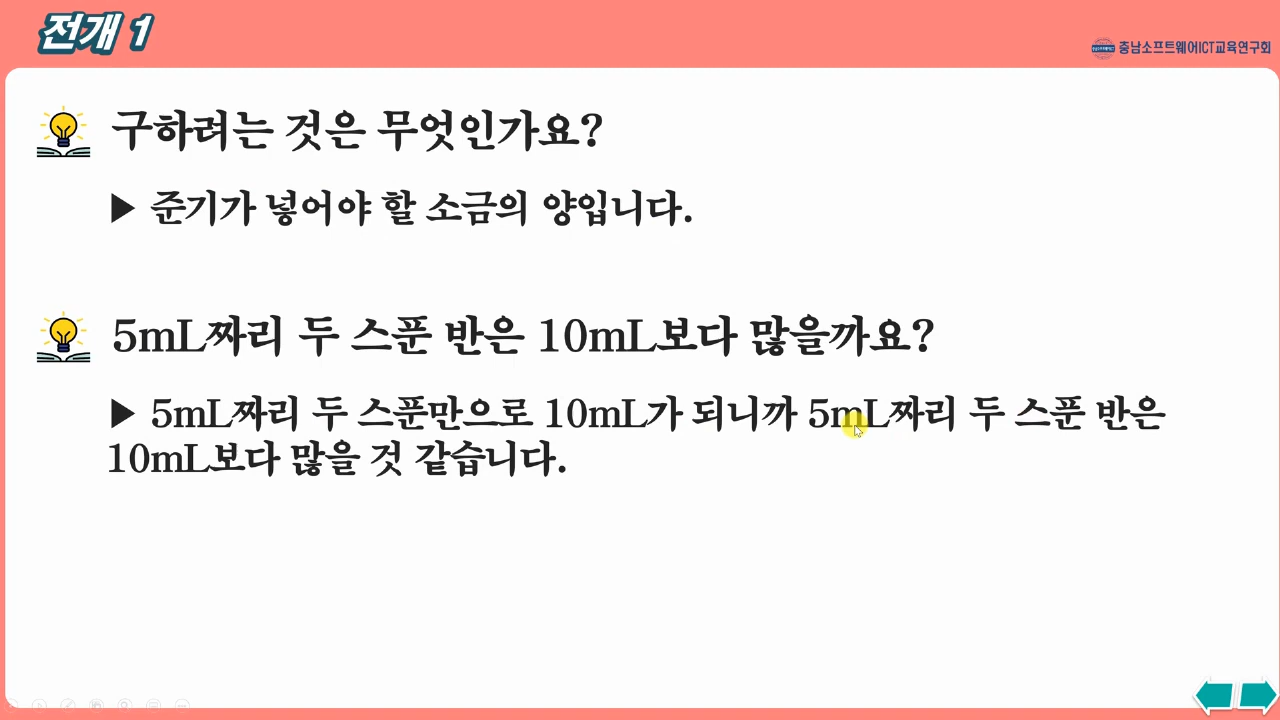 전개 1
충남소프트웨어ICT교육연구회
구하려는 것은 무엇인가요?
▶ 준기가 넣어야 할 소금의 양입니다.
5mL짜리 두 스푼 반은 10mL보다 많을까요?
▶ 5mL짜리 두 스푼만으로 10mL가 되니까 5mL짜리 두 스푼 반은
10mL보다 많을 것 같습니다.